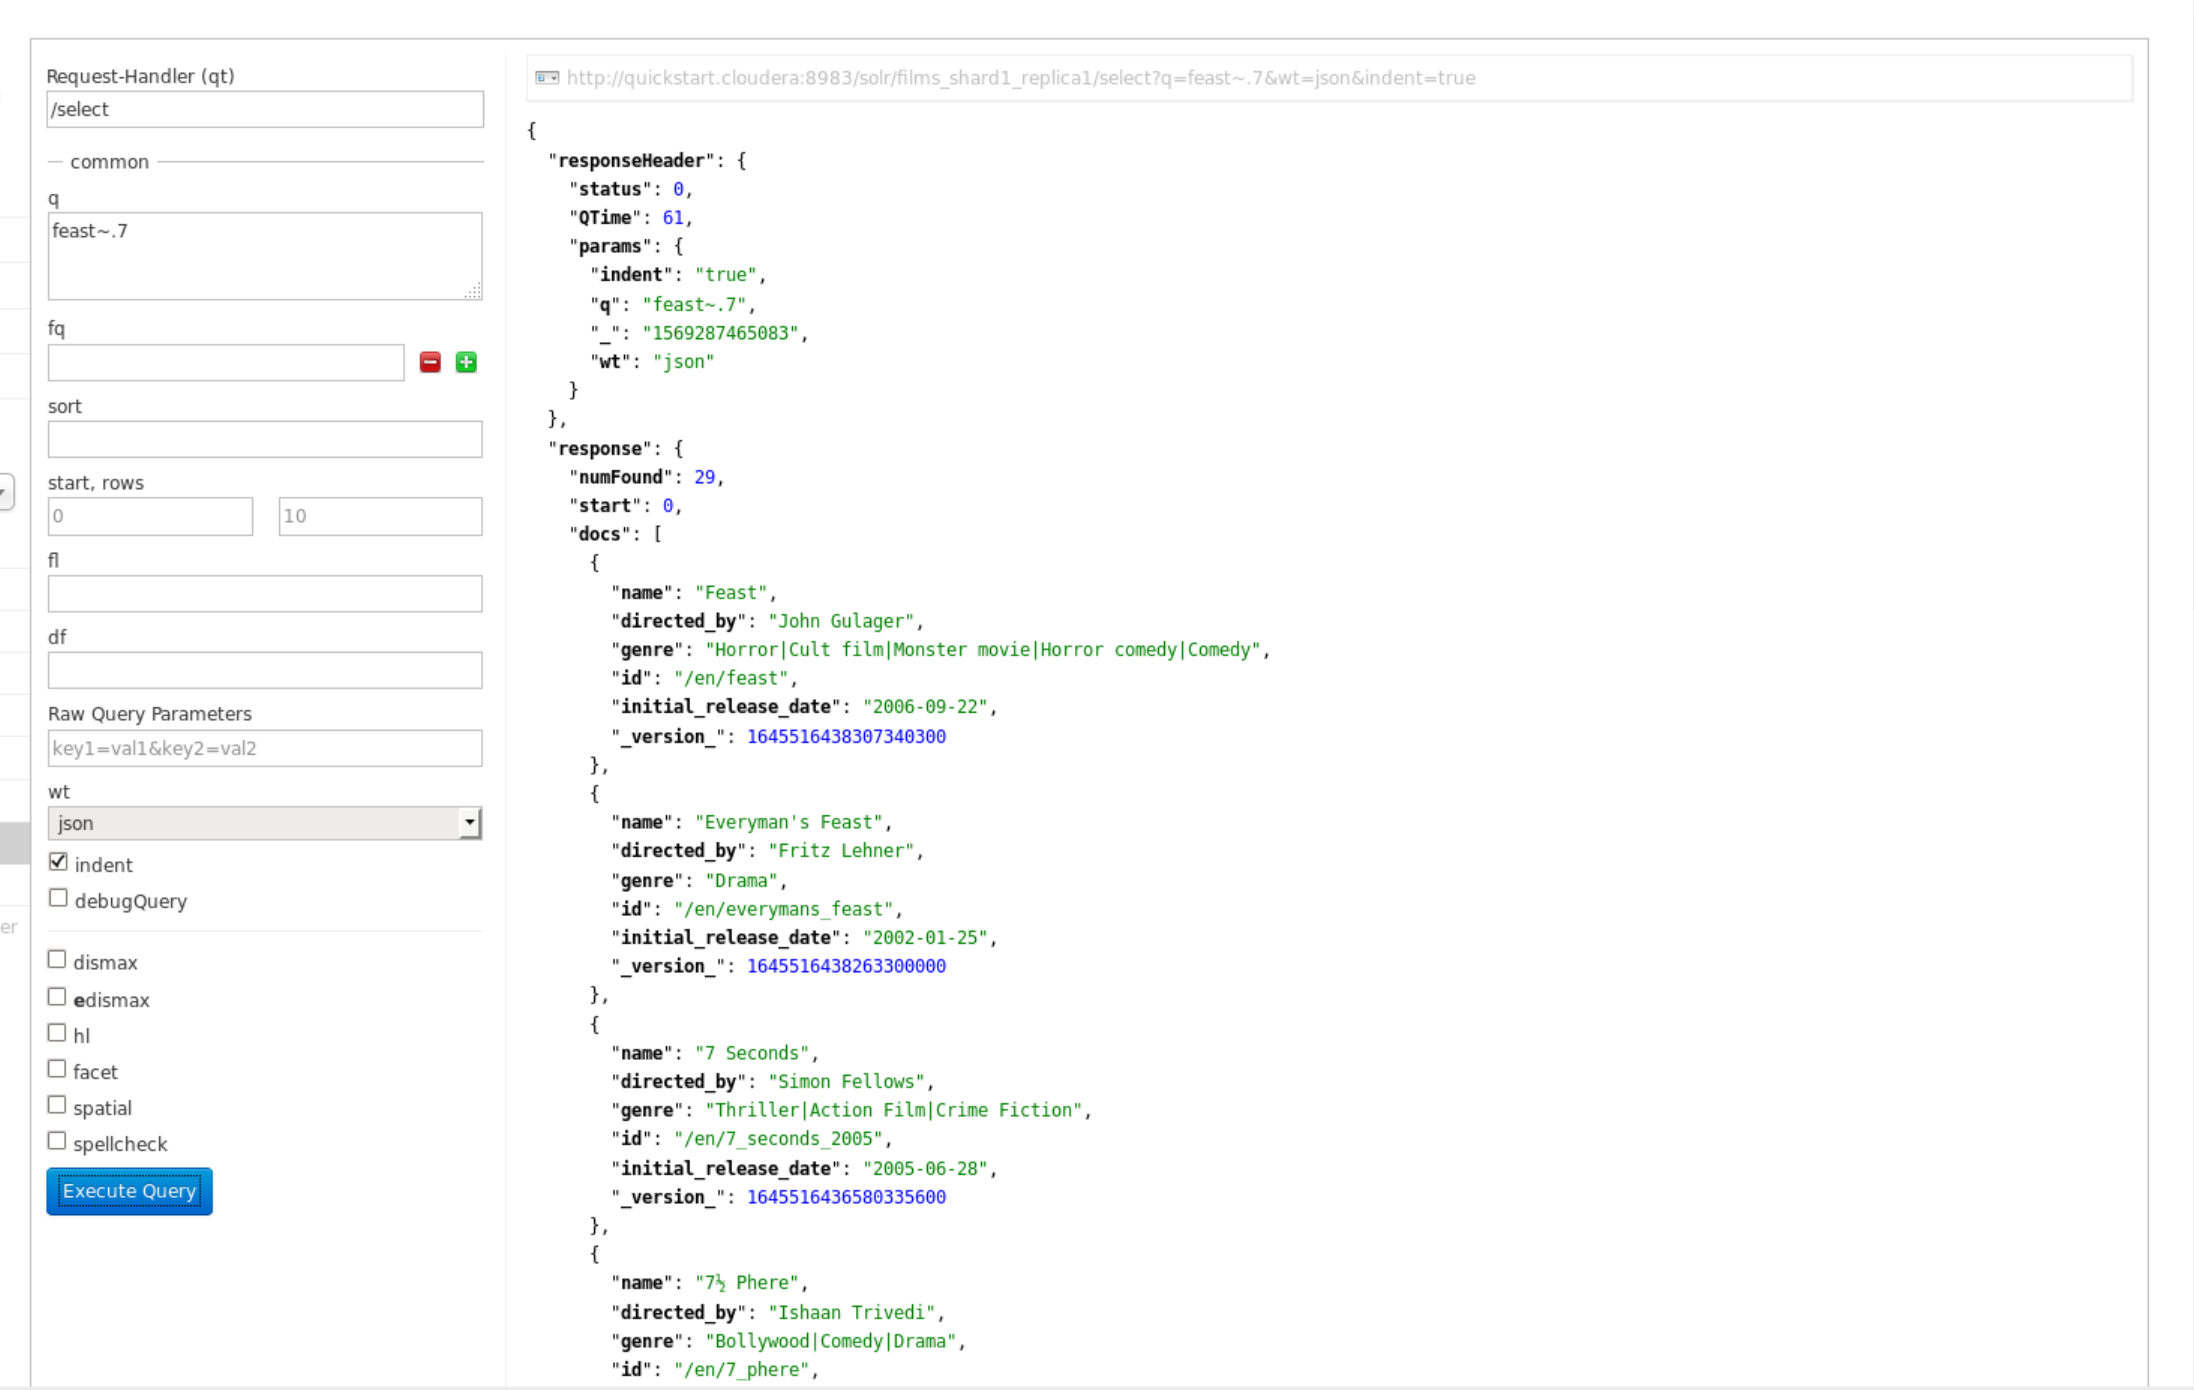 Request-Handler (qt)
/select
common
q
feast~.7
fq
sort
start, rows
0 10
fl
df
Raw Query Parameters
key1=val1&key2=val2
wt
json
indent
debugQuery
er
dismax
edismax
hl
facet
spatial
spellcheck
Execute Query
http://quickstart.cloudera:8983/solr/films_shard1_replica1/select?q=feast~.7&wt=json&indent=true
{
"responseHeader": {
"status": 0,
"QTime": 61,
"params": {
"indent": "true",
"q": "feast~.7",
"_": "1569287465083",
"wt": "json"
}
},
"response": {
"numFound": 29,
"start": 0,
"docs": [
{
"name": "Feast",
"directed_by": "John Gulager",
"genre": "Horror|Cult film|Monster movie|Horror comedy|Comedy",
"id": "/en/feast",
"initial_release_date": "2006-09-22",
"_version_": 1645516438307340300
},
{
"name": "Everyman's Feast",
"directed_by": "Fritz Lehner",
"genre": "Drama",
"id": "/en/everymans_feast",
"initial_release_date": "2002-01-25",
"_version_": 1645516438263300000
},
{
"name": "7 Seconds",
"directed_by": "Simon Fellows",
"genre": "Thriller|Action Film|Crime Fiction",
"id": "/en/7_seconds_2005",
"initial_release_date": "2005-06-28",
"_version_": 1645516436580335600
},
{
"name": "7½ Phere",
"directed_by": "Ishaan Trivedi",
"genre": "Bollywood|Comedy|Drama",
"id": "/en/7_phere",